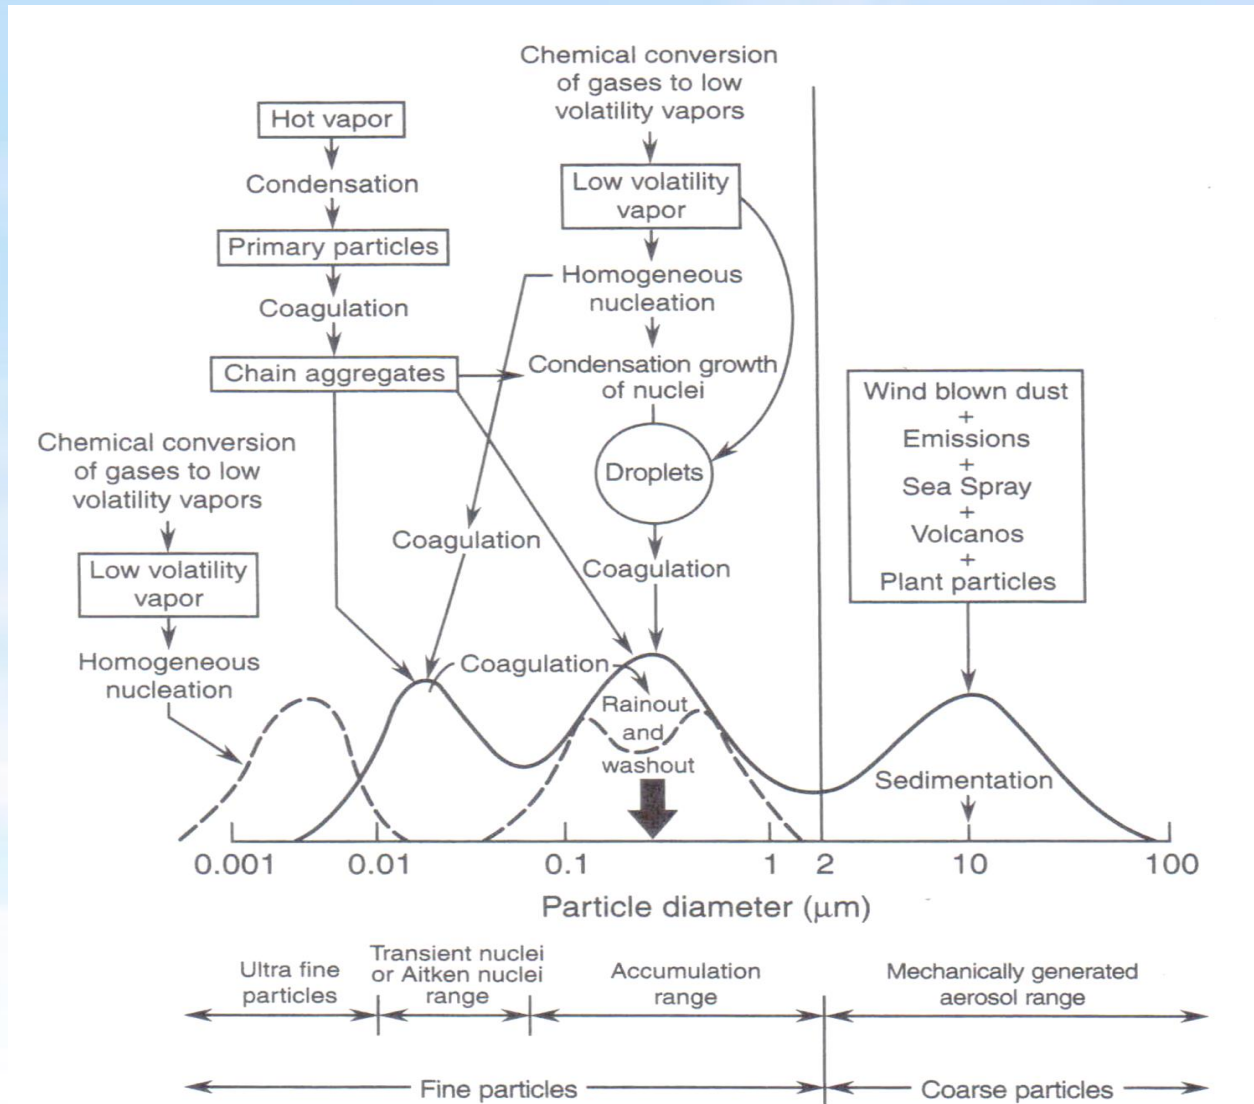 Chemical conversion
of gases to low
volatility vapors
Hot vapor
Condensation
Primary particles
Coagulation
Chain aggregates
Low volatility
vapor
Homogeneous
nucleation
Condensation growth
of nuclei
Droplets
Coagulation
Coagulation
Wind blown dust
+
Emissions
+
Sea Spray
+
Volcanos
+
Plant particles
Chemical conversion
of gases to low
volatility vapors
Low volatility
vapor
Homogeneous
nucleation
Coagulation
Rainout
and
washout
Sedimentation
0.001 0.01 0.1 1 2 10 100
Particle diameter (μm)
Ultra fine
particles
Transient nuclei
or Aitken nuclei
range
Accumulation
range
Mechanically generated
aerosol range
Fine particles
Coarse particles